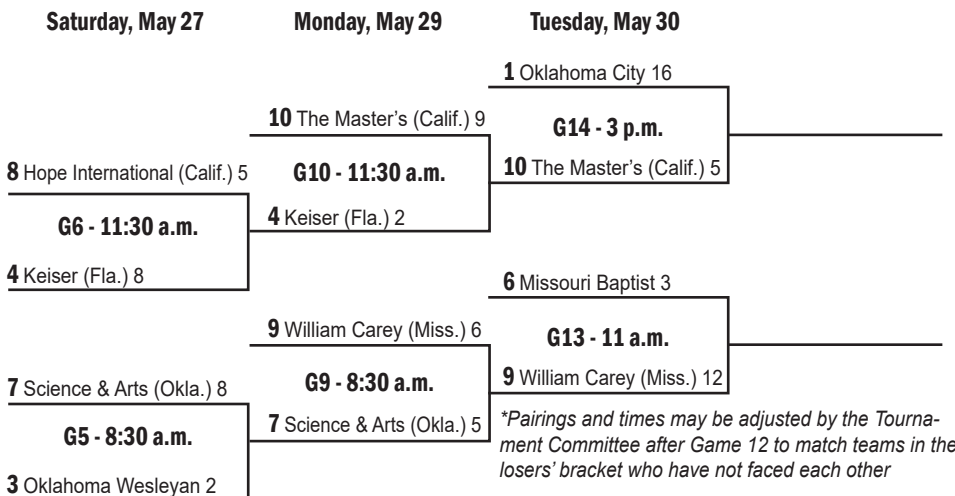 Saturday, May 27
Monday, May 29
Tuesday, May 30
1 Oklahoma City 16
10 The Master’s (Calif.) 9
G14 - 3 p.m.
8 Hope International (Calif.) 5
G10 - 11:30 a.m.
10 The Master’s (Calif.) 5
G6 - 11:30 a.m.
4 Keiser (Fla.) 2
4 Keiser (Fla.) 8
6 Missouri Baptist 3
9 William Carey (Miss.) 6
G13 - 11 a.m.
7 Science & Arts (Okla.) 8
G9 - 8:30 a.m.
9 William Carey (Miss.) 12
G5 - 8:30 a.m.
7 Science & Arts (Okla.) 5
3 Oklahoma Wesleyan 2
*Pairings and times may be adjusted by the Tourna-
ment Committee after Game 12 to match teams in the
losers’ bracket who have not faced each other